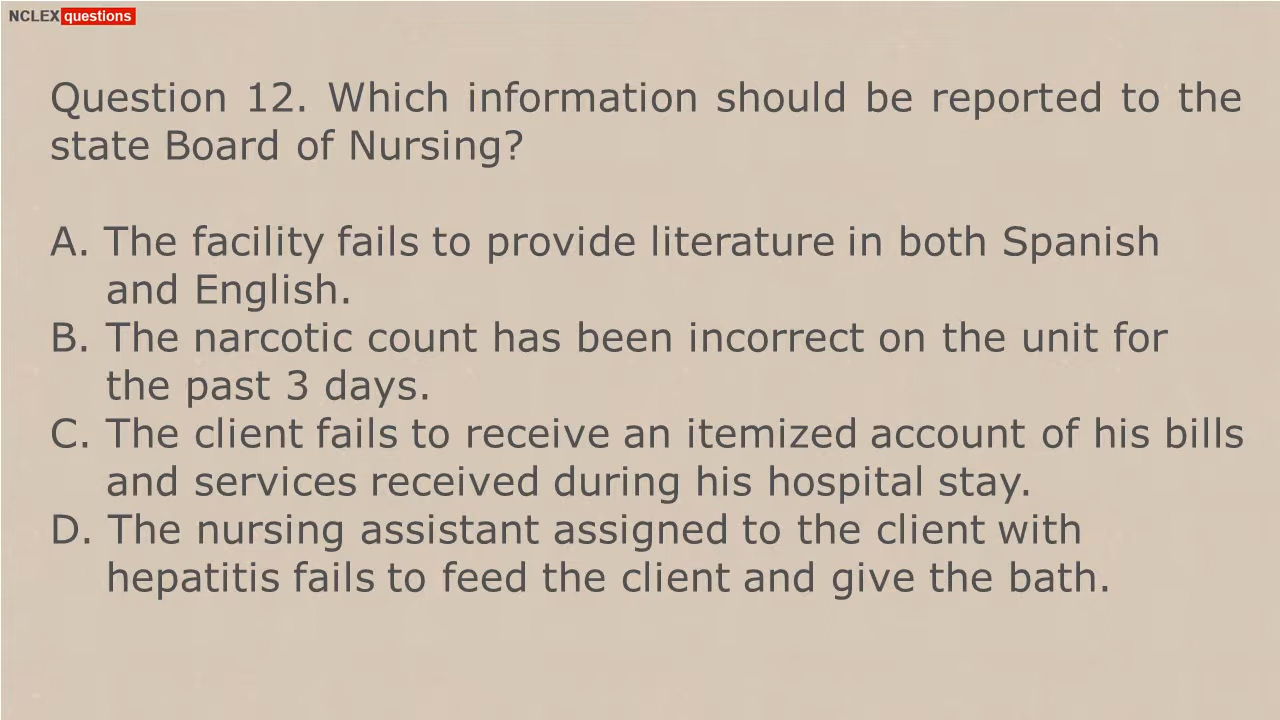 NCLEX questions
Question 12. Which information should be reported to the
state Board of Nursing?
A. The facility fails to provide literature in both Spanish
and English.
B. The narcotic count has been incorrect on the unit for
the past 3 days.
C. The client fails to receive an itemized account of his bills
and services received during his hospital stay.
D. The nursing assistant assigned to the client with
hepatitis fails to feed the client and give the bath.